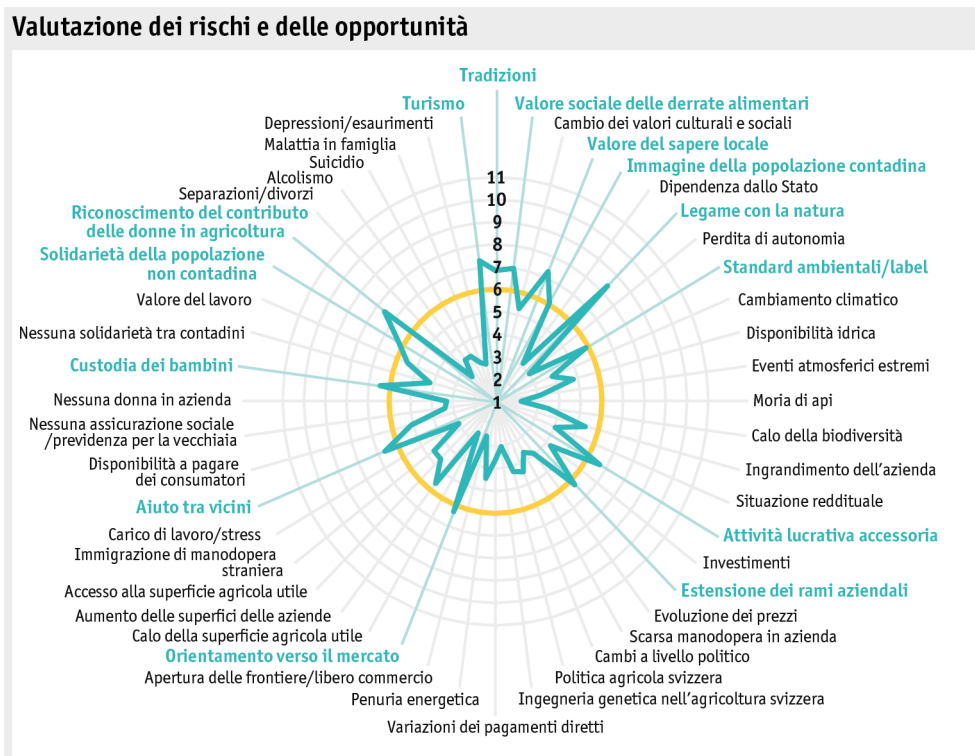 Valutazione dei rischi e delle opportunità
Tradizioni
Turismo
Valore sociale delle derrate alimentari
Depressioni/esaurimenti
Cambio dei valori culturali e sociali
Malattia in famiglia
Valore del sapere locale
Suicidio
Immagine della popolazione contadina
Alcolismo
Dipendenza dallo Stato
Separazioni/divorzi
Riconoscimento del contributo
delle donne in agricoltura
Legame con la natura
Solidarietà della popolazione
non contadina
Perdita di autonomia
Standard ambientali/label
Valore del lavoro
Cambiamento climatico
Nessuna solidarietà tra contadini
Disponibilità idrica
Custodia dei bambini
Eventi atmosferici estremi
Nessuna donna in azienda
Moria di api
Nessuna assicurazione sociale
/previdenza per la vecchiaia
Calo della biodiversità
Disponibilità a pagare
dei consumatori
Ingrandimento dell'azienda
Situazione reddituale
Aiuto tra vicini
Attività lucrativa accessoria
Carico di lavoro/stress
Immigrazione di manodopera
straniera
Investimenti
Accesso alla superficie agricola utile
Estensione dei rami aziendali
Aumento delle superfici delle aziende
Evoluzione dei prezzi
Calo della superficie agricola utile
Scarsa manodopera in azienda
Orientamento verso il mercato
Cambi a livello politico
Apertura delle frontiere/libero commercio
Politica agricola svizzera
Penuria energetica
Ingegneria genetica nell'agricoltura svizzera
Variazioni dei pagamenti diretti
11
10
9
8
7
6
5
4
3
2
1